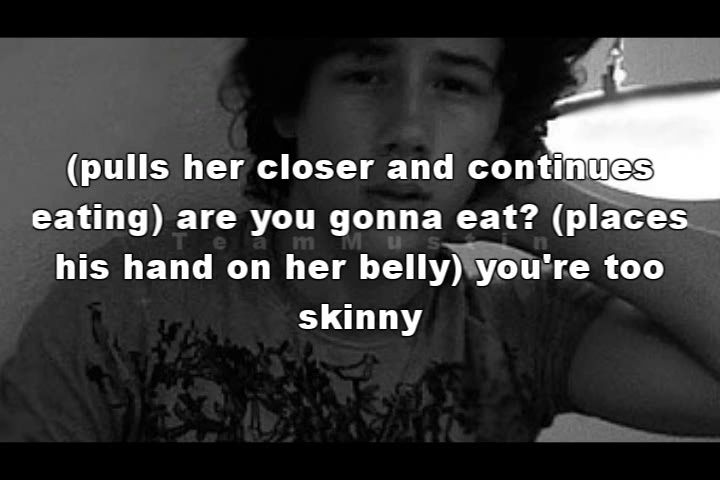 (pulls her closer and continues
eating) are you gonna eat? (places
TeamMustin
his hand on her belly) you're too
skinny